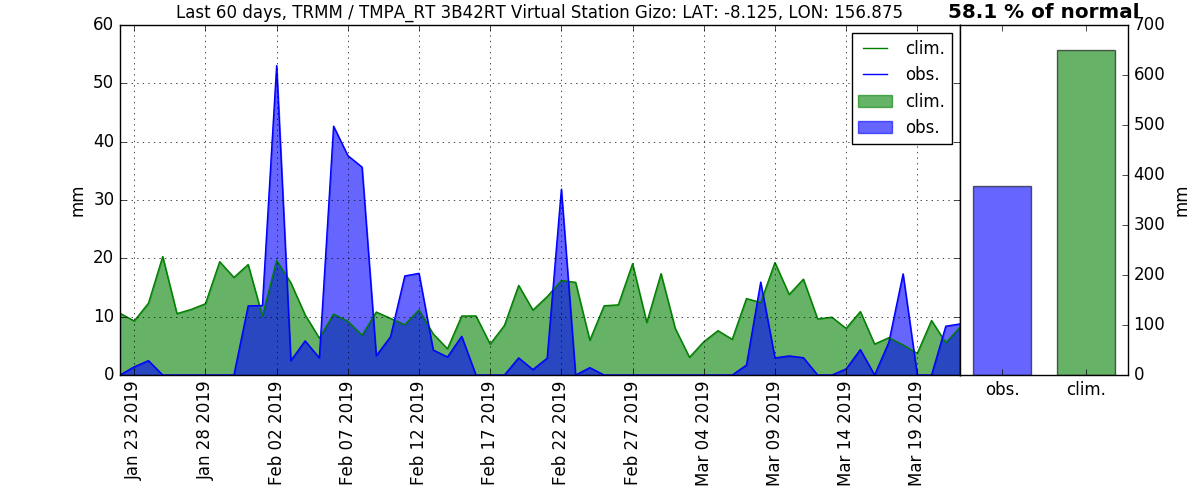 Last 60 days, TRMM / TMPA_RT 3B42RT Virtual Station Gizo: LAT: -8.125, LON: 156.875
58.1 % of normal
60
50
40
30
20
10
0
mm
clim.
obs.
clim.
obs.
Jan 23 2019
Jan 28 2019
Feb 02 2019
Feb 07 2019
Feb 12 2019
Feb 17 2019
Feb 22 2019
Feb 27 2019
Mar 04 2019
Mar 09 2019
Mar 14 2019
Mar 19 2019
700
600
500
400
300
200
100
0
mm
obs.
clim.